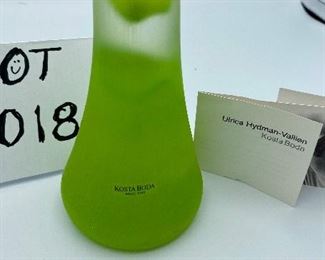 OT
018
KOSTA BODA
Ulrica Hydman-Vallien
Kosta Boda